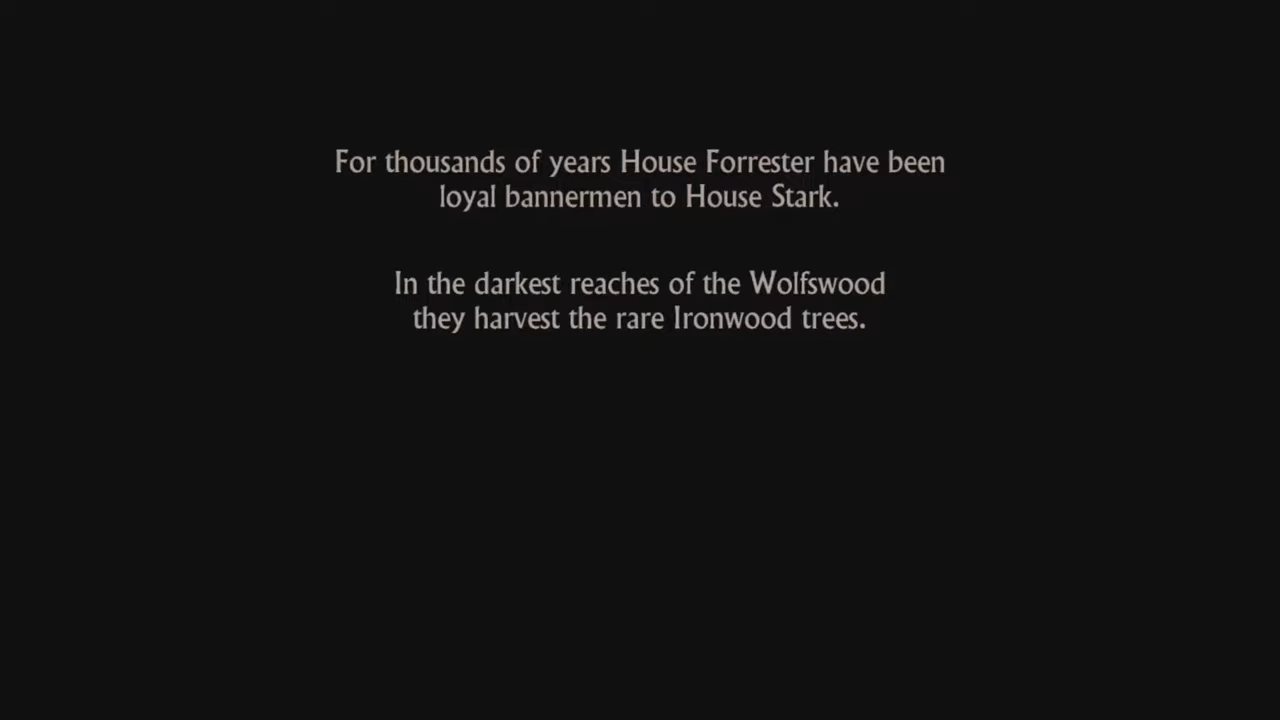 For thousands of years House Forrester have been
loyal bannermen to House Stark.
In the darkest reaches of the Wolfswood
they harvest the rare Ironwood trees.